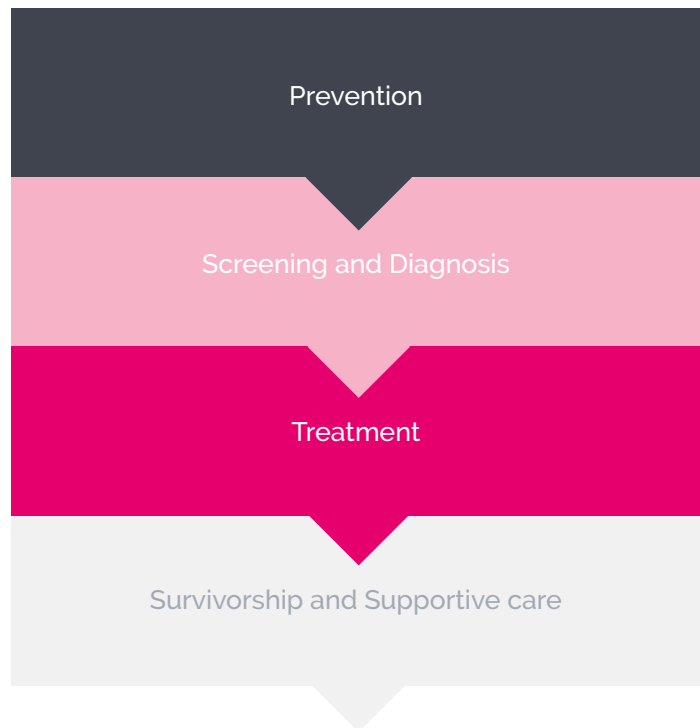 Prevention
Screening and Diagnosis
Treatment
Survivorship and Supportive care